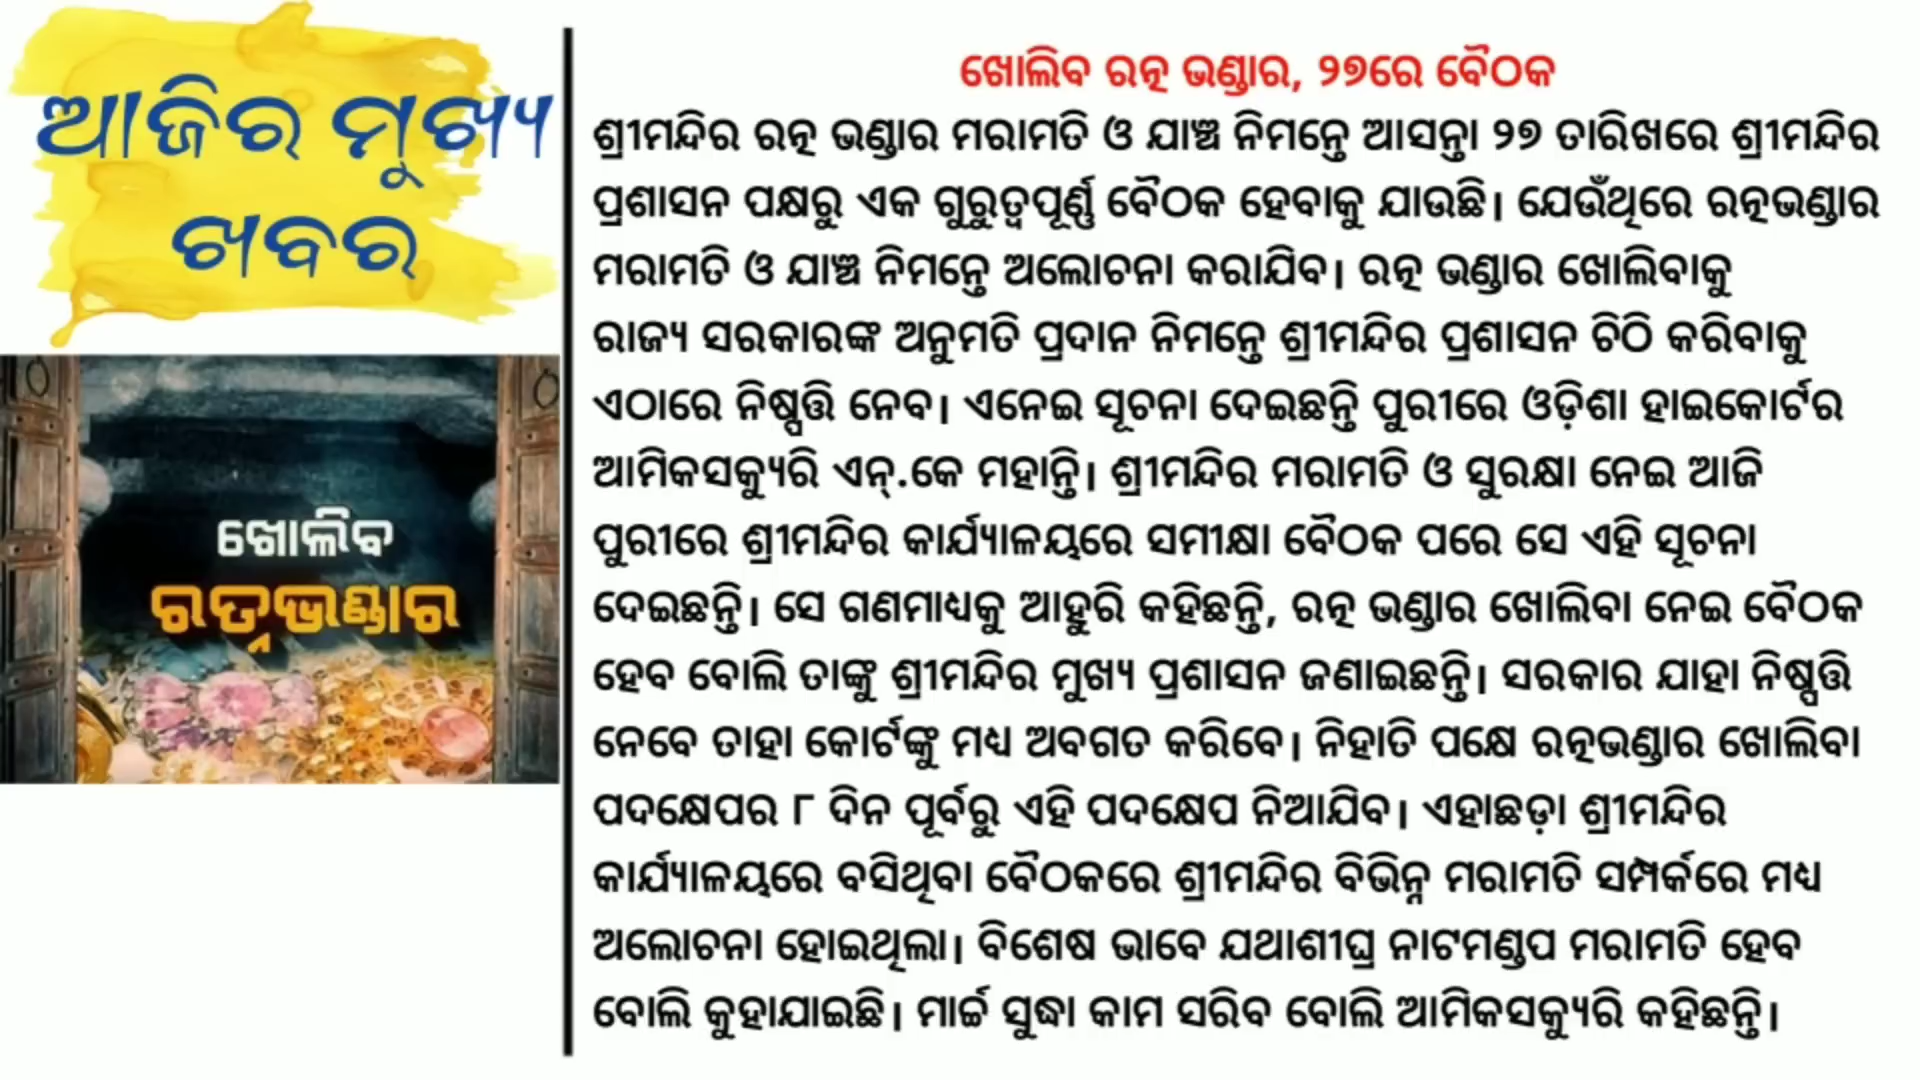 ଆଜିର ମୁଖ୍ୟ
ଖବର
ଖୋଲିବ
ରତ୍ନଭଣ୍ଡାର
ଖୋଲିବ ରତ୍ନ ଭଣ୍ଡାର, ୨୭ରେ ବୈଠକ
ଶ୍ରୀମନ୍ଦିର ରତ୍ନ ଭଣ୍ଡାର ମରାମତି ଓ ଯାଞ୍ଚ ନିମନ୍ତେ ଆସନ୍ତା ୨୭ ତାରିଖରେ ଶ୍ରୀମନ୍ଦିର
ପ୍ରଶାସନ ପକ୍ଷରୁ ଏକ ଗୁରୁତ୍ୱପୂର୍ଣ୍ଣ ବୈଠକ ହେବାକୁ ଯାଉଛି। ଯେଉଁଥିରେ ରତ୍ନଭଣ୍ଡାର
ମରାମତି ଓ ଯାଞ୍ଚ ନିମନ୍ତେ ଅଲୋଚନା କରାଯିବ। ରତ୍ନ ଭଣ୍ଡାର ଖୋଲିବାକୁ
ରାଜ୍ୟ ସରକାରଙ୍କ ଅନୁମତି ପ୍ରଦାନ ନିମନ୍ତେ ଶ୍ରୀମନ୍ଦିର ପ୍ରଶାସନ ଚିଠି କରିବାକୁ
ଏଠାରେ ନିଷ୍ପତ୍ତି ନେବ। ଏନେଇ ସୂଚନା ଦେଇଛନ୍ତି ପୁରୀରେ ଓଡ଼ିଶା ହାଇକୋର୍ଟର
ଆମିକସକ୍ୟୁରି ଏନ୍.କେ ମହାନ୍ତି। ଶ୍ରୀମନ୍ଦିର ମରାମତି ଓ ସୁରକ୍ଷା ନେଇ ଆଜି
ପୁରୀରେ ଶ୍ରୀମନ୍ଦିର କାର୍ଯ୍ୟାଳୟରେ ସମୀକ୍ଷା ବୈଠକ ପରେ ସେ ଏହି ସୂଚନା
ଦେଇଛନ୍ତି। ସେ ଗଣମାଧ୍ୟକୁ ଆହୁରି କହିଛନ୍ତି, ରତ୍ନ ଭଣ୍ଡାର ଖୋଲିବା ନେଇ ବୈଠକ
ହେବ ବୋଲି ତାଙ୍କୁ ଶ୍ରୀମନ୍ଦିର ମୁଖ୍ୟ ପ୍ରଶାସନ ଜଣାଇଛନ୍ତି। ସରକାର ଯାହା ନିଷ୍ପତ୍ତି
ନେବେ ତାହା କୋର୍ଟଙ୍କୁ ମଧ୍ୟ ଅବଗତ କରିବେ। ନିହାତି ପକ୍ଷେ ରତ୍ନଭଣ୍ଡାର ଖୋଲିବା
ପଦକ୍ଷେପର ୮ ଦିନ ପୂର୍ବରୁ ଏହି ପଦକ୍ଷେପ ନିଆଯିବ। ଏହାଛଡ଼ା ଶ୍ରୀମନ୍ଦିର
କାର୍ଯ୍ୟାଳୟରେ ବସିଥିବା ବୈଠକରେ ଶ୍ରୀମନ୍ଦିର ବିଭିନ୍ନ ମରାମତି ସମ୍ପର୍କରେ ମଧ୍ୟ
ଅଲୋଚନା ହୋଇଥିଲା। ବିଶେଷ ଭାବେ ଯଥାଶୀଘ୍ର ନାଟମଣ୍ଡପ ମରାମତି ହେବ
ବୋଲି କୁହାଯାଇଛି। ମାର୍ଚ୍ଚ ସୁଦ୍ଧା କାମ ସରିବ ବୋଲି ଆମିକସକ୍ୟୁରି କହିଛନ୍ତି।